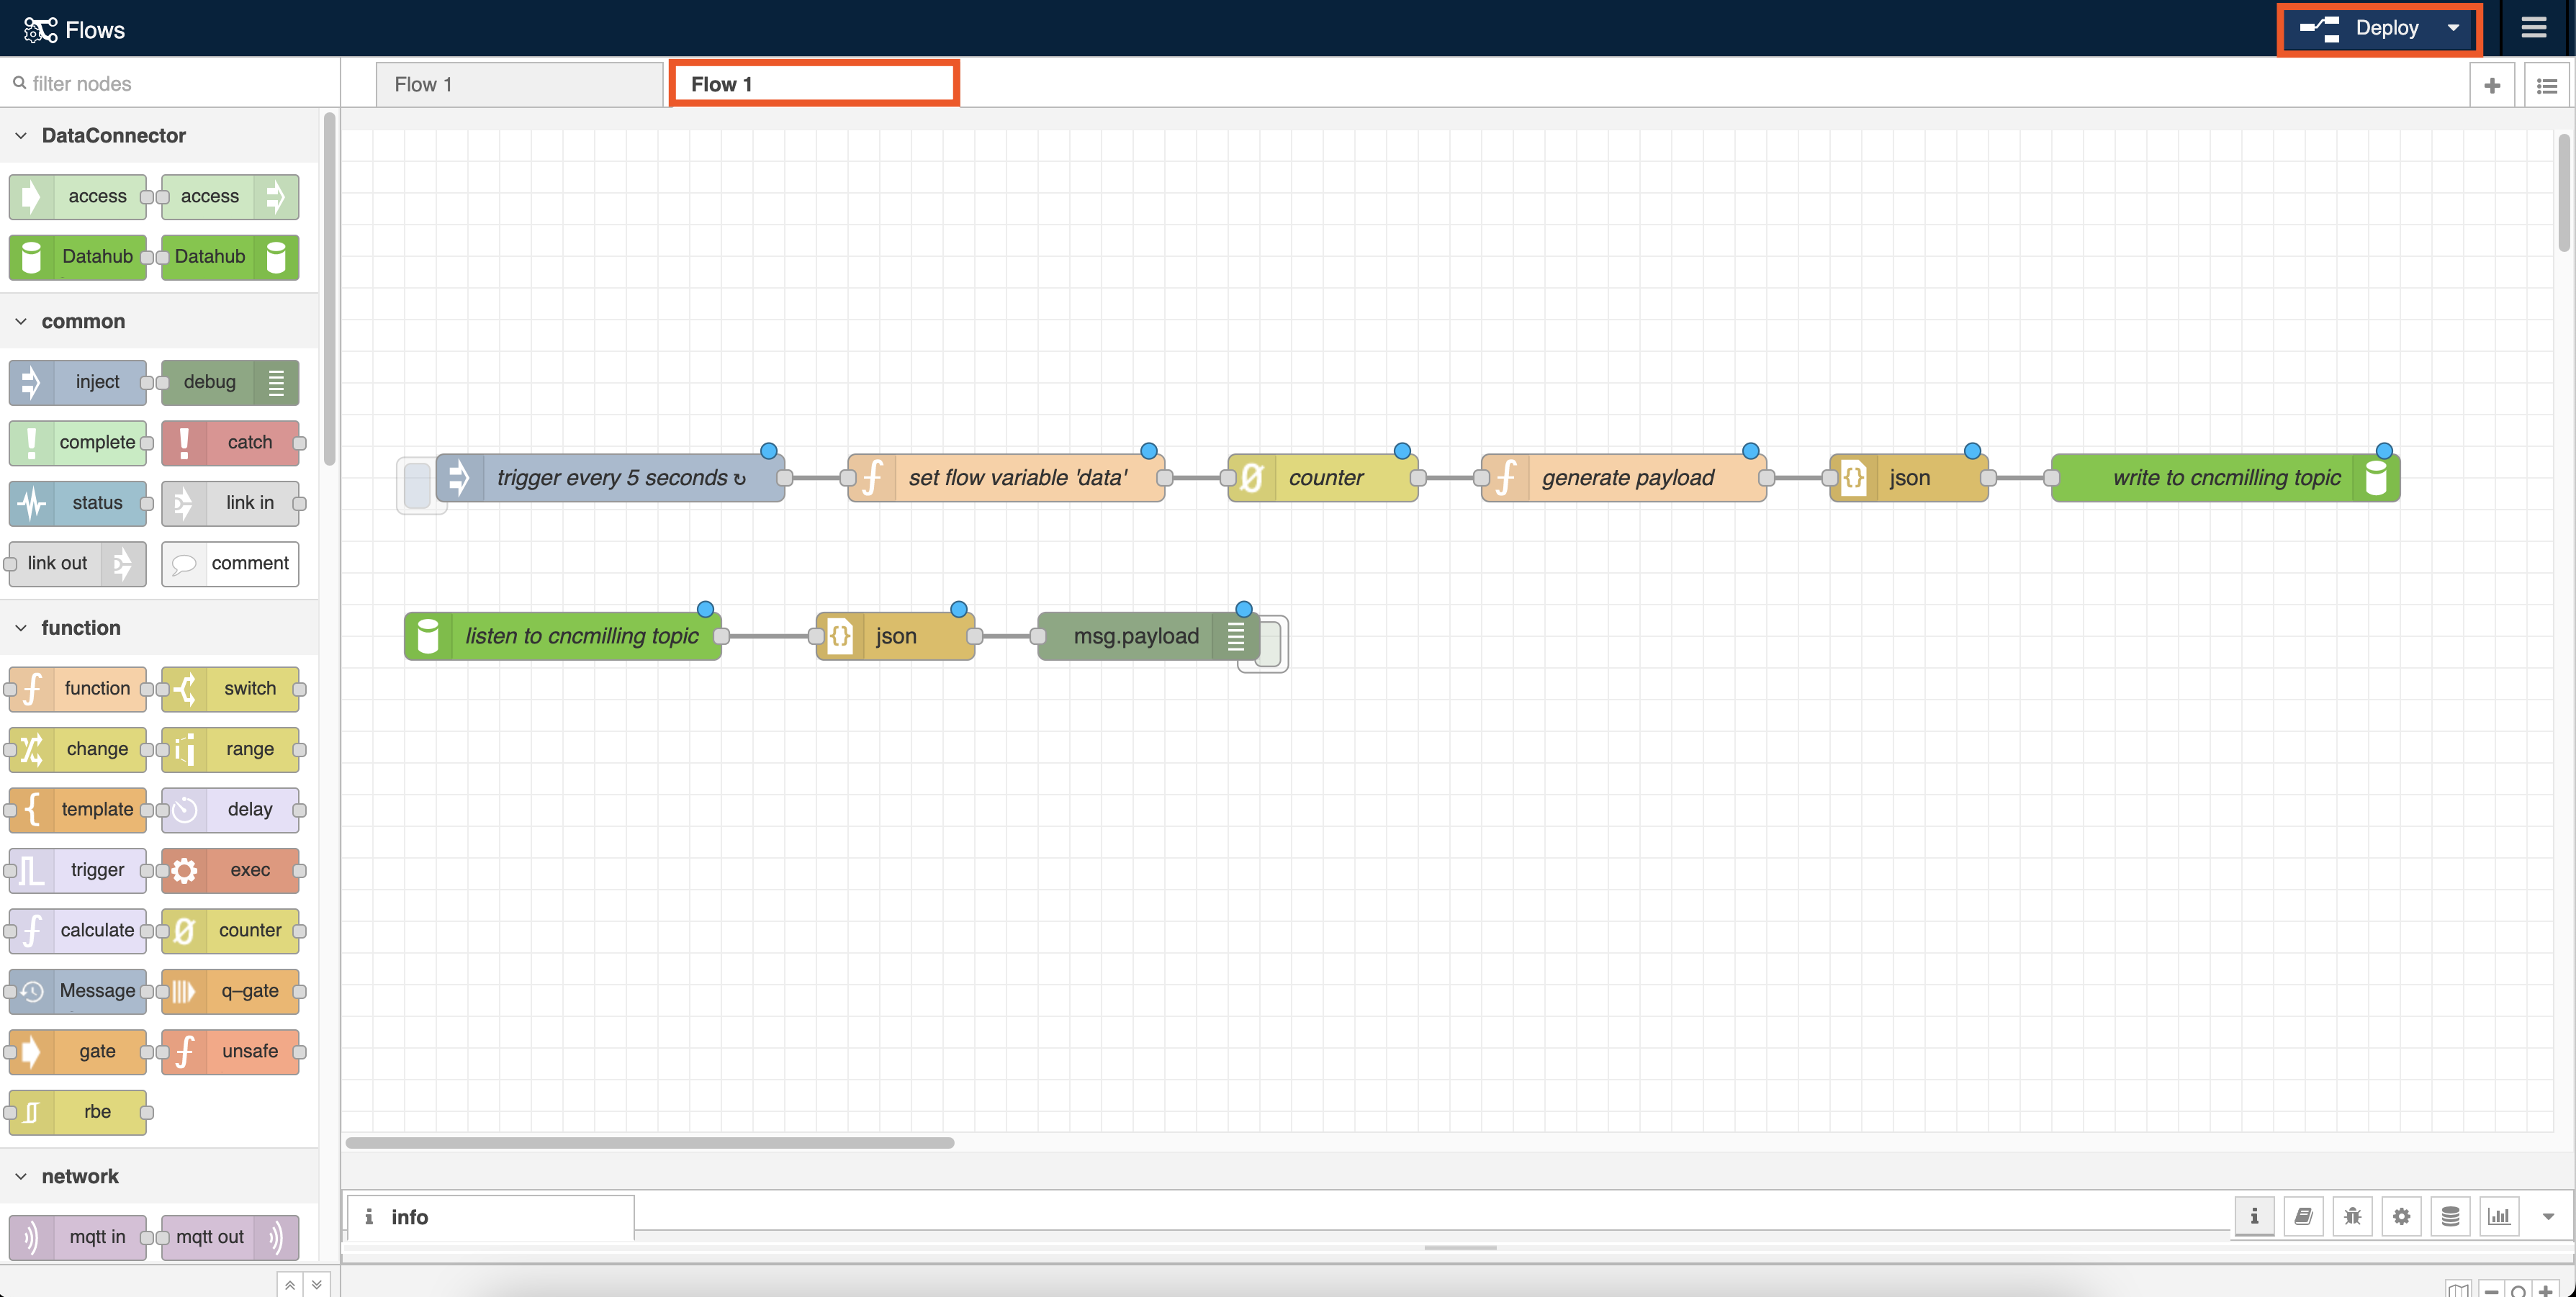 Flows
Deploy
filter nodes
Flow 1
Flow 1
DataConnector
access
access
Datahub
Datahub
common
inject
debug
complete
catch
status
link in
link out
comment
function
function
switch
change
range
template
delay
trigger
exec
calculate
counter
Message
q–gate
gate
unsafe
rbe
network
mqtt in
mqtt out
trigger every 5 seconds ↻
set flow variable 'data'
counter
generate payload
json
write to cncmilling topic
listen to cncmilling topic
json
msg.payload
info